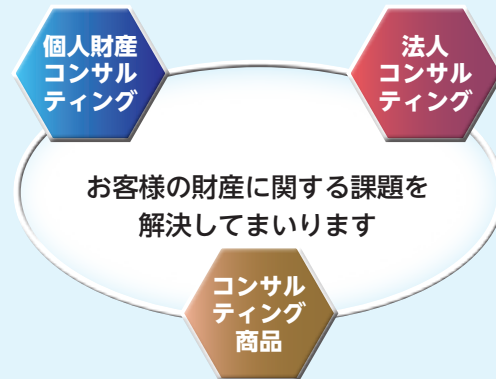 個人財産
コンサル
ティング
法人
コンサル
ティング
お客様の財産に関する課題を
解決してまいります
コンサル
ティング
商品